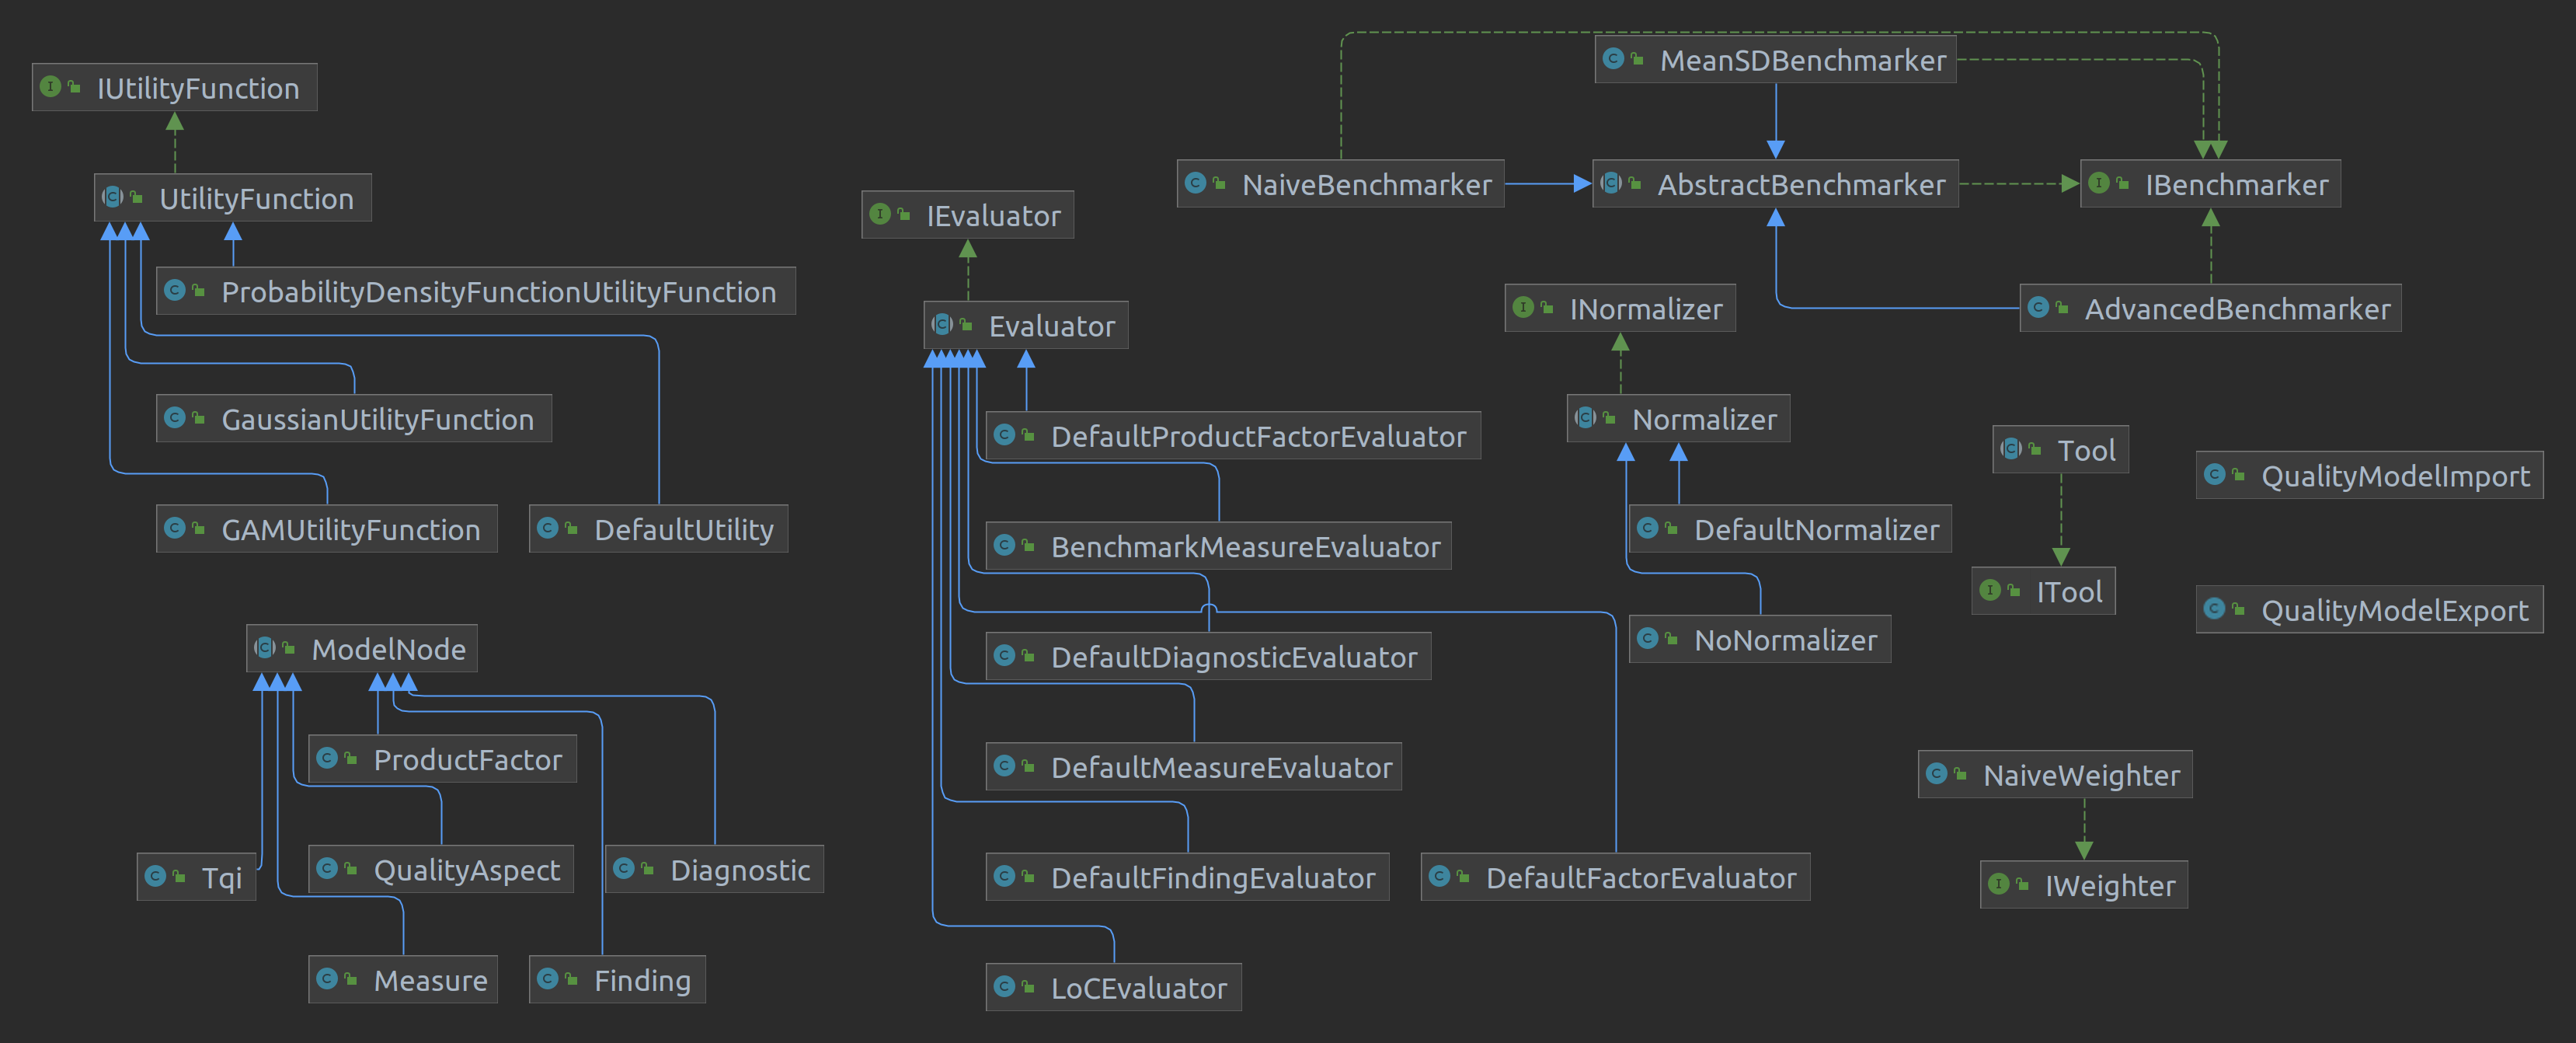 IUtilityFunction
UtilityFunction
ProbabilityDensityFunctionUtilityFunction
GaussianUtilityFunction
GAMUtilityFunction
DefaultUtility
ModelNode
ProductFactor
Tqi
QualityAspect
Diagnostic
Measure
Finding
IEvaluator
Evaluator
DefaultProductFactorEvaluator
BenchmarkMeasureEvaluator
DefaultDiagnosticEvaluator
DefaultMeasureEvaluator
DefaultFindingEvaluator
DefaultFactorEvaluator
LoCEvaluator
MeanSDBenchmarker
NaiveBenchmarker
AbstractBenchmarker
IBenchmarker
AdvancedBenchmarker
INormalizer
Normalizer
DefaultNormalizer
NoNormalizer
Tool
ITool
QualityModelImport
QualityModelExport
NaiveWeighter
IWeighter